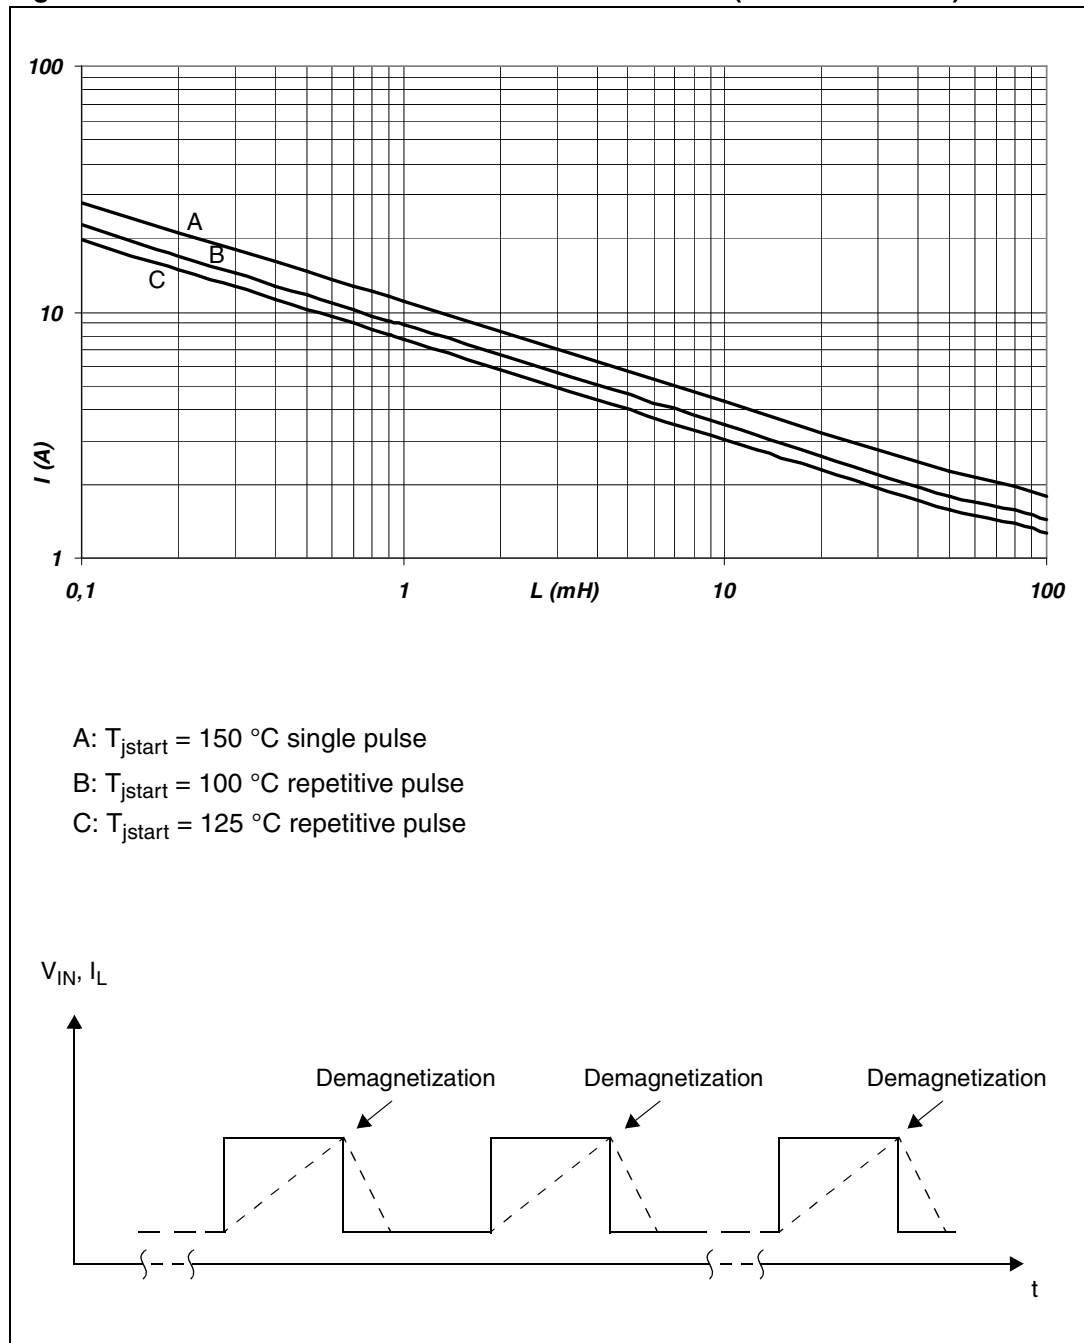 100
A
B
C
10
I (A)
1
0,1 1 L (mH) 10 100
A: Tjstart = 150 °C single pulse
B: Tjstart = 100 °C repetitive pulse
C: Tjstart = 125 °C repetitive pulse
VIN, IL
Demagnetization Demagnetization Demagnetization
t